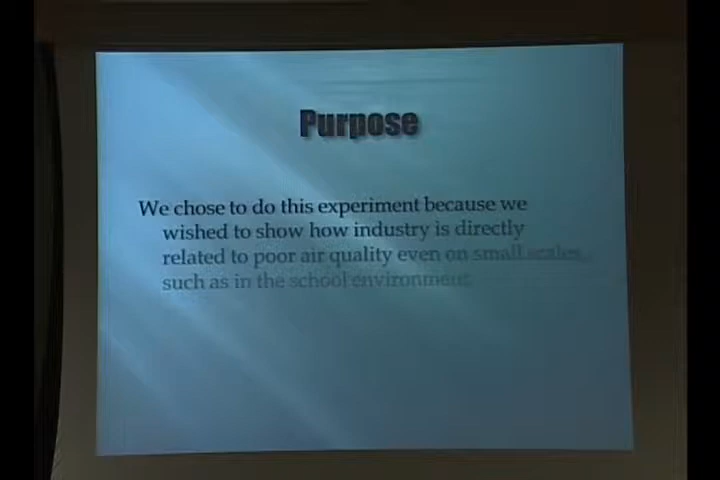 Purpose
We chose to do this experiment because we
wished to show how industry is directly
related to poor air quality even on small scales
such as in the school environment